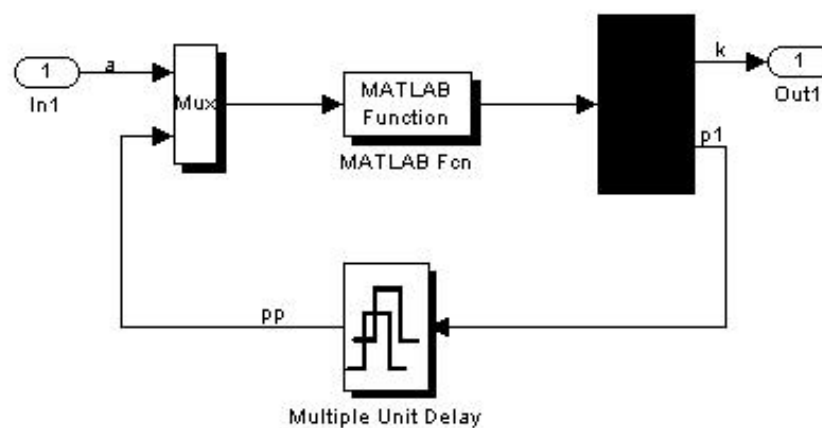 1
In1
a
Mux
MATLAB
Function
MATLAB Fcn
k
1
Out1
p1
pp
Multiple Unit Delay